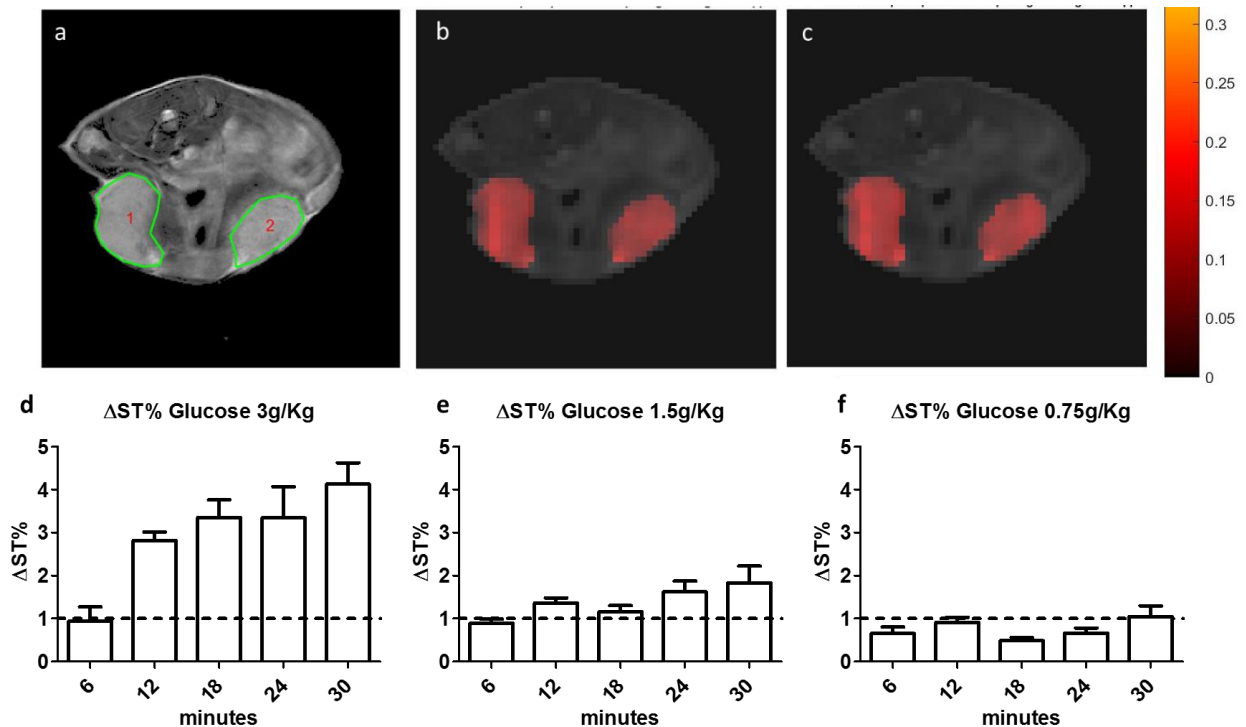 a
b
c
1
2
0.3
0.25
0.2
0.15
0.1
0.05
0
d
ΔST% Glucose 3g/Kg
ΔST%
5
4
3
2
1
0
6
12
18
24
30
minutes
e
ΔST% Glucose 1.5g/Kg
ΔST%
5
4
3
2
1
0
6
12
18
24
30
minutes
f
ΔST% Glucose 0.75g/Kg
ΔST%
5
4
3
2
1
0
6
12
18
24
30
minutes